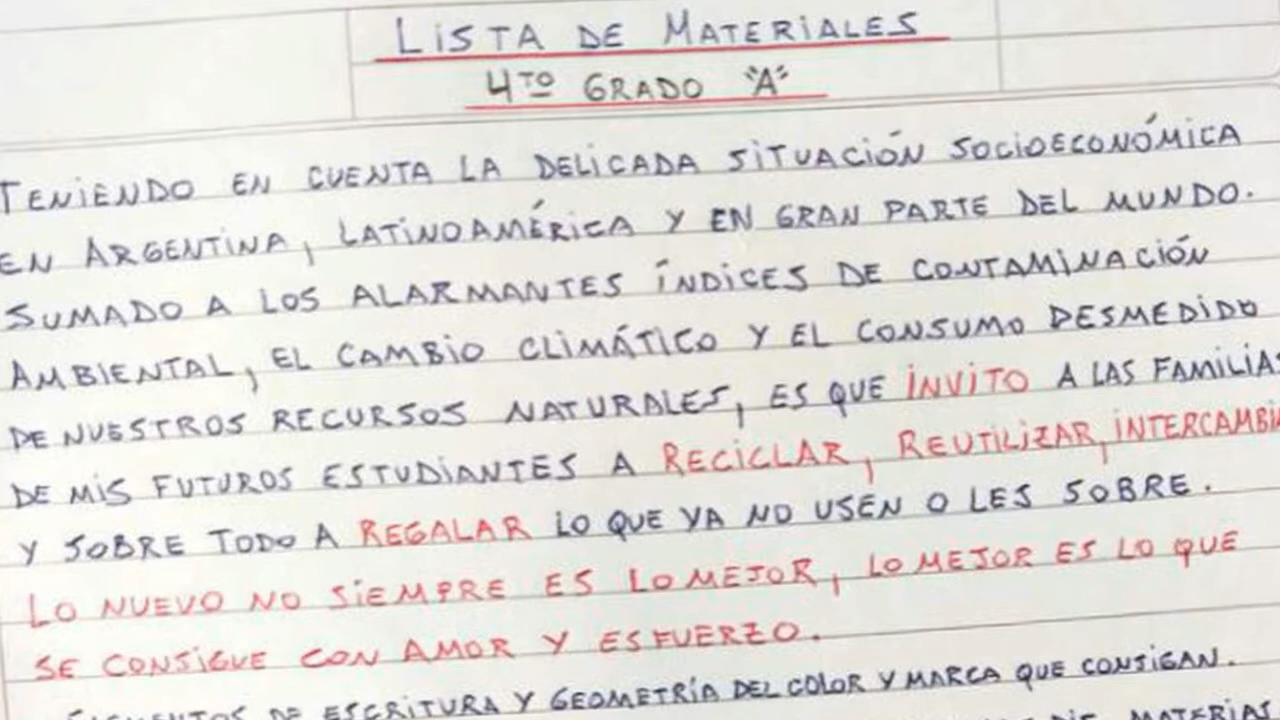 LISTA DE MATERIALES
4TO GRADO "A"
TENIENDO EN CUENTA LA DELICADA SITUACIÓN SOCIOECONÓMICA
EN ARGENTINA, LATINOAMÉRICA Y EN GRAN PARTE DEL MUNDO.
SUMADO A LOS ALARMANTES ÍNDICES DE CONTAMINACIÓN
AMBIENTAL, EL CAMBIO CLIMÁTICO Y EL CONSUMO DESMEDIDO
DE NUESTROS RECURSOS NATURALES, ES QUE INVITO A LAS FAMILIAS
DE MIS FUTUROS ESTUDIANTES A RECICLAR, REUTILIZAR, INTERCAMBIA
Y SOBRE TODO A REGALAR LO QUE YA NO USEN O LES SOBRE.
LO NUEVO NO SIEMPRE ES LO MEJOR, LO MEJOR ES LO QUE
SE CONSIGUE CON AMOR Y ESFUERZO.
DE ESCRITURA Y GEOMETRÍA DEL COLOR Y MARCA QUE CONSIGAN.
MATERIAS